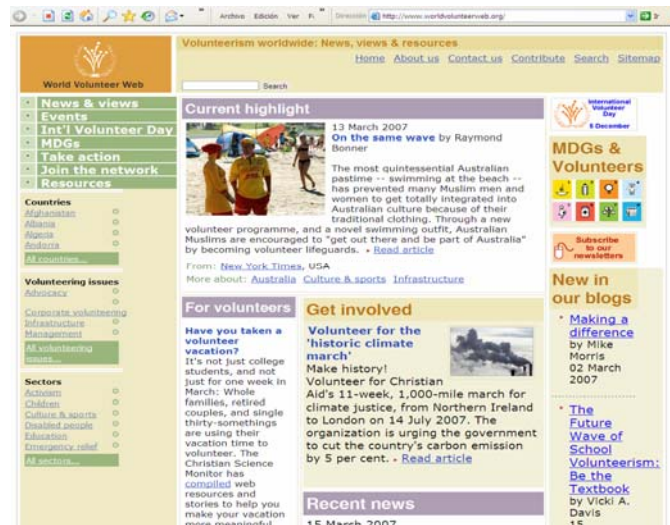 Archivo Edición Ver
Dirección http://www.worldvolunteerweb.org/
World Volunteer Web
Volunteerism worldwide: News, views & resources
Home About us Contact us Contribute Search Sitemap
Search
News & views
Events
Int'l Volunteer Day
MDGs
Take action
Join the network
Resources
Countries
Afghanistan
Albania
Algeria
Andorra
All countries...
Volunteering issues
Advocacy
Corporate volunteering
Infrastructure
Management
All volunteering
issues...
Sectors
Activism
Children
Culture & sports
Disabled people
Education
Emergency relief
All sectors...
Current highlight
13 March 2007
On the same wave by Raymond
Bonner
The most quintessential Australian
pastime -- swimming at the beach --
has prevented many Muslim men and
women to get totally integrated into
Australian culture because of their
traditional clothing. Through a new
volunteer programme, and a novel swimming outfit, Australian
Muslims are encouraged to "get out there and be part of Australia"
by becoming volunteer lifeguards. Read article
From: New York Times, USA
More about: Australia Culture & sports Infrastructure
For volunteers
Have you taken a
volunteer
vacation?
It's not just college
students, and not
just for one week in
March: Whole
families, retired
couples, and single
thirty-somethings
are using their
vacation time to
volunteer. The
Christian Science
Monitor has
compiled web
resources and
stories to help you
make your vacation
more meaningful
Get involved
Volunteer for the
'historic climate
march'
Make history!
Volunteer for Christian
Aid's 11-week, 1,000-mile march for
climate justice, from Northern Ireland
to London on 14 July 2007. The
organization is urging the government
to cut the country's carbon emission
by 5 per cent. Read article
Recent news
15 March 2007
International
Volunteer
Day
5 December
MDGs &
Volunteers
Subscribe
to our
newsletters
New in
our blogs
Making a
difference
by Mike
Morris
02 March
2007
The
Future
Wave of
School
Volunteerism:
Be the
Textbook
by Vicki A.
Davis
15